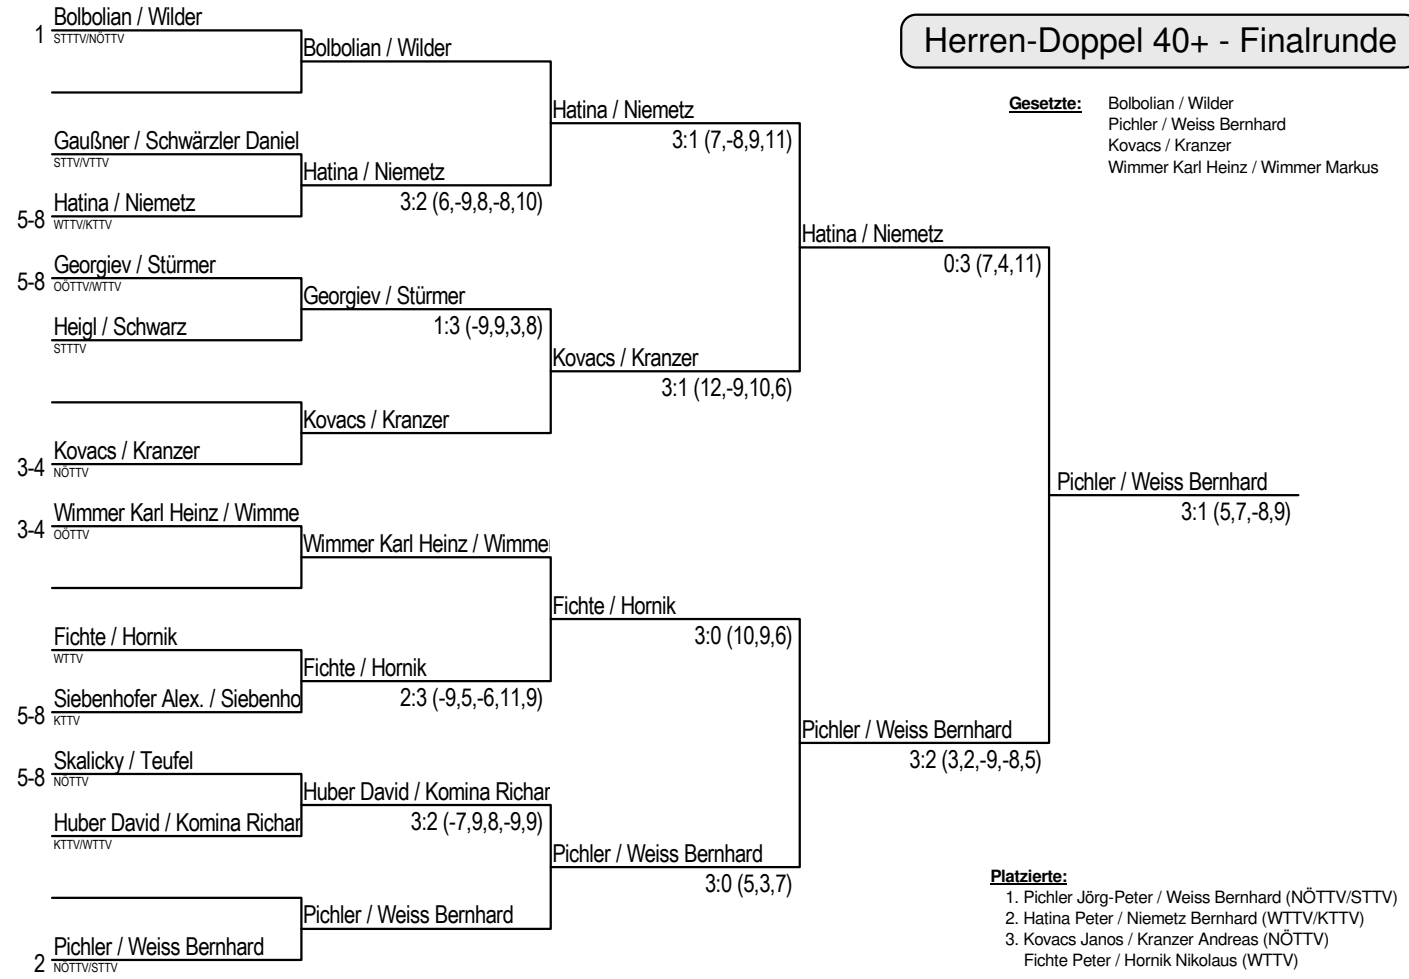 Herren-Doppel 40+ - Finalrunde
Gesetzte: Bolbolian / Wilder
Pichler / Weiss Bernhard
Kovacs / Kranzer
Wimmer Karl Heinz / Wimmer Markus
1 Bolbolian / Wilder
STTTV/NÖTTV
Gaußner / Schwärzler Daniel
STTV/VTTV
5-8 Hatina / Niemetz
WTTV/KTTV
5-8 Georgiev / Stürmer
OÖTTV/WTTV
Heigl / Schwarz
STTTV
3-4 Kovacs / Kranzer
NÖTTV
3-4 Wimmer Karl Heinz / Wimme
OÖTTV
Fichte / Hornik
WTTV
5-8 Siebenhofer Alex. / Siebenho
KTTV
5-8 Skalicky / Teufel
NÖTTV
Huber David / Komina Richar
KTTV/WTTV
2 Pichler / Weiss Bernhard
NÖTTV/STTV
Bolbolian / Wilder
Hatina / Niemetz
3:2 (6,-9,8,-8,10)
Georgiev / Stürmer
1:3 (-9,9,3,8)
Kovacs / Kranzer
Wimmer Karl Heinz / Wimme
Fichte / Hornik
2:3 (-9,5,-6,11,9)
Huber David / Komina Richar
3:2 (-7,9,8,-9,9)
Pichler / Weiss Bernhard
Hatina / Niemetz
3:1 (7,-8,9,11)
Kovacs / Kranzer
3:1 (12,-9,10,6)
Fichte / Hornik
3:0 (10,9,6)
Pichler / Weiss Bernhard
3:0 (5,3,7)
Hatina / Niemetz
0:3 (7,4,11)
Pichler / Weiss Bernhard
3:2 (3,2,-9,-8,5)
Pichler / Weiss Bernhard
3:1 (5,7,-8,9)
Platzierte:
1. Pichler Jörg-Peter / Weiss Bernhard (NÖTTV/STTV)
2. Hatina Peter / Niemetz Bernhard (WTTV/KTTV)
3. Kovacs Janos / Kranzer Andreas (NÖTTV)
Fichte Peter / Hornik Nikolaus (WTTV)